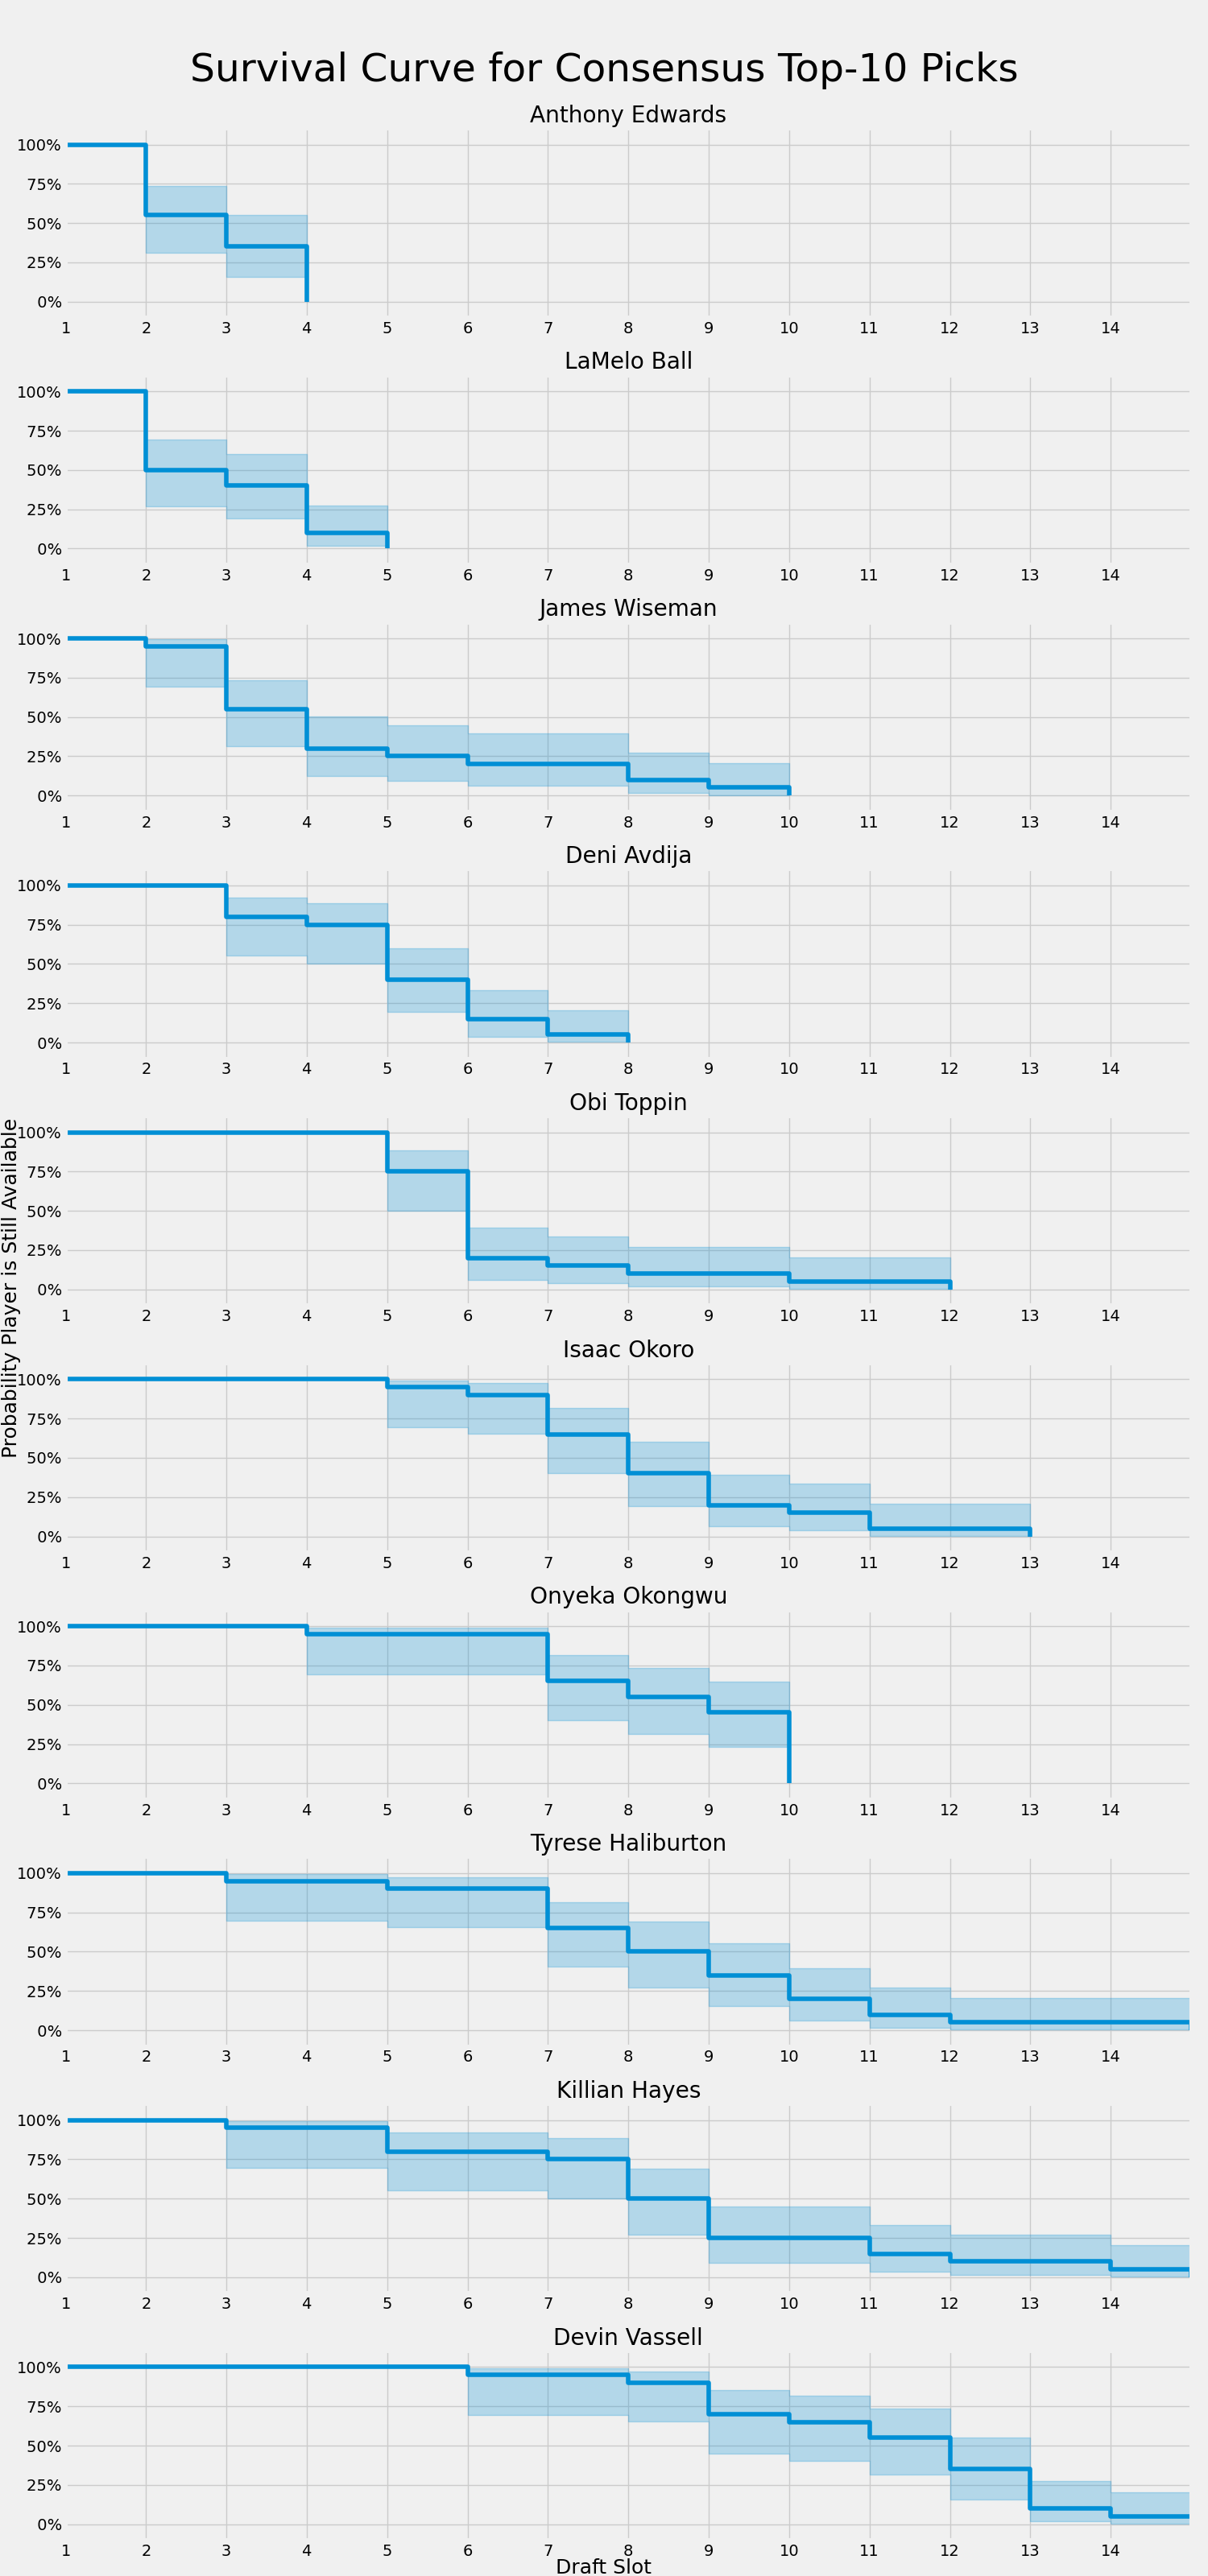 Survival Curve for Consensus Top-10 Picks
Anthony Edwards
100%
75%
50%
25%
0%
1 2 3 4 5 6 7 8 9 10 11 12 13 14
LaMelo Ball
100%
75%
50%
25%
0%
1 2 3 4 5 6 7 8 9 10 11 12 13 14
James Wiseman
100%
75%
50%
25%
0%
1 2 3 4 5 6 7 8 9 10 11 12 13 14
Deni Avdija
100%
75%
50%
25%
0%
1 2 3 4 5 6 7 8 9 10 11 12 13 14
Probability Player is Still Available
Obi Toppin
100%
75%
50%
25%
0%
1 2 3 4 5 6 7 8 9 10 11 12 13 14
Isaac Okoro
100%
75%
50%
25%
0%
1 2 3 4 5 6 7 8 9 10 11 12 13 14
Onyeka Okongwu
100%
75%
50%
25%
0%
1 2 3 4 5 6 7 8 9 10 11 12 13 14
Tyrese Haliburton
100%
75%
50%
25%
0%
1 2 3 4 5 6 7 8 9 10 11 12 13 14
Killian Hayes
100%
75%
50%
25%
0%
1 2 3 4 5 6 7 8 9 10 11 12 13 14
Devin Vassell
100%
75%
50%
25%
0%
1 2 3 4 5 6 7 8 9 10 11 12 13 14
Draft Slot